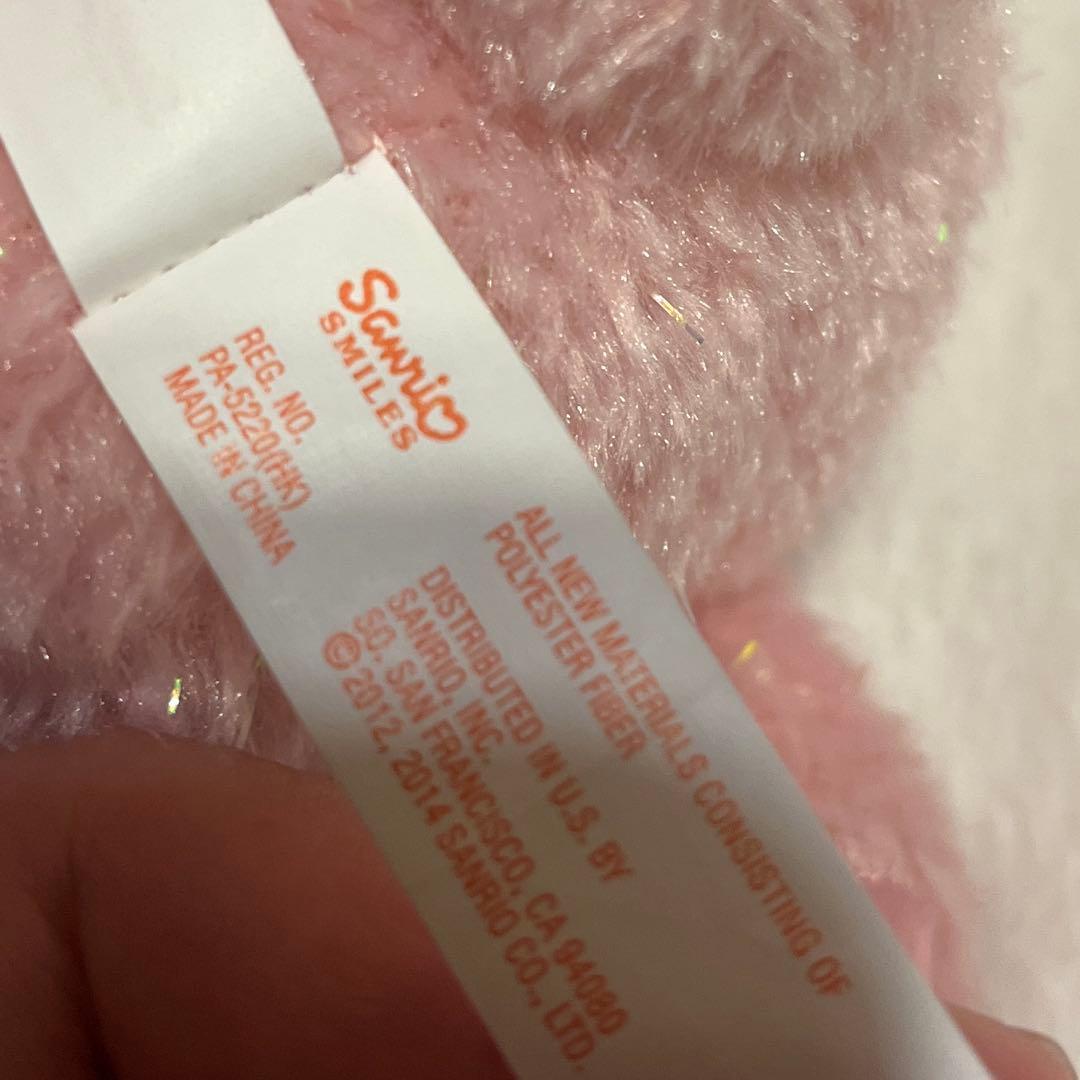 Sanrio
SMILES
REG. NO.
PA-5220(HK)
MADE IN CHINA
ALL NEW MATERIALS CONSISTING OF
POLYESTER FIBER
DISTRIBUTED IN U.S. BY
SANRIO, INC.
SO. SAN FRANCISCO, CA 94080
©2012, 2014 SANRIO CO., LTD.